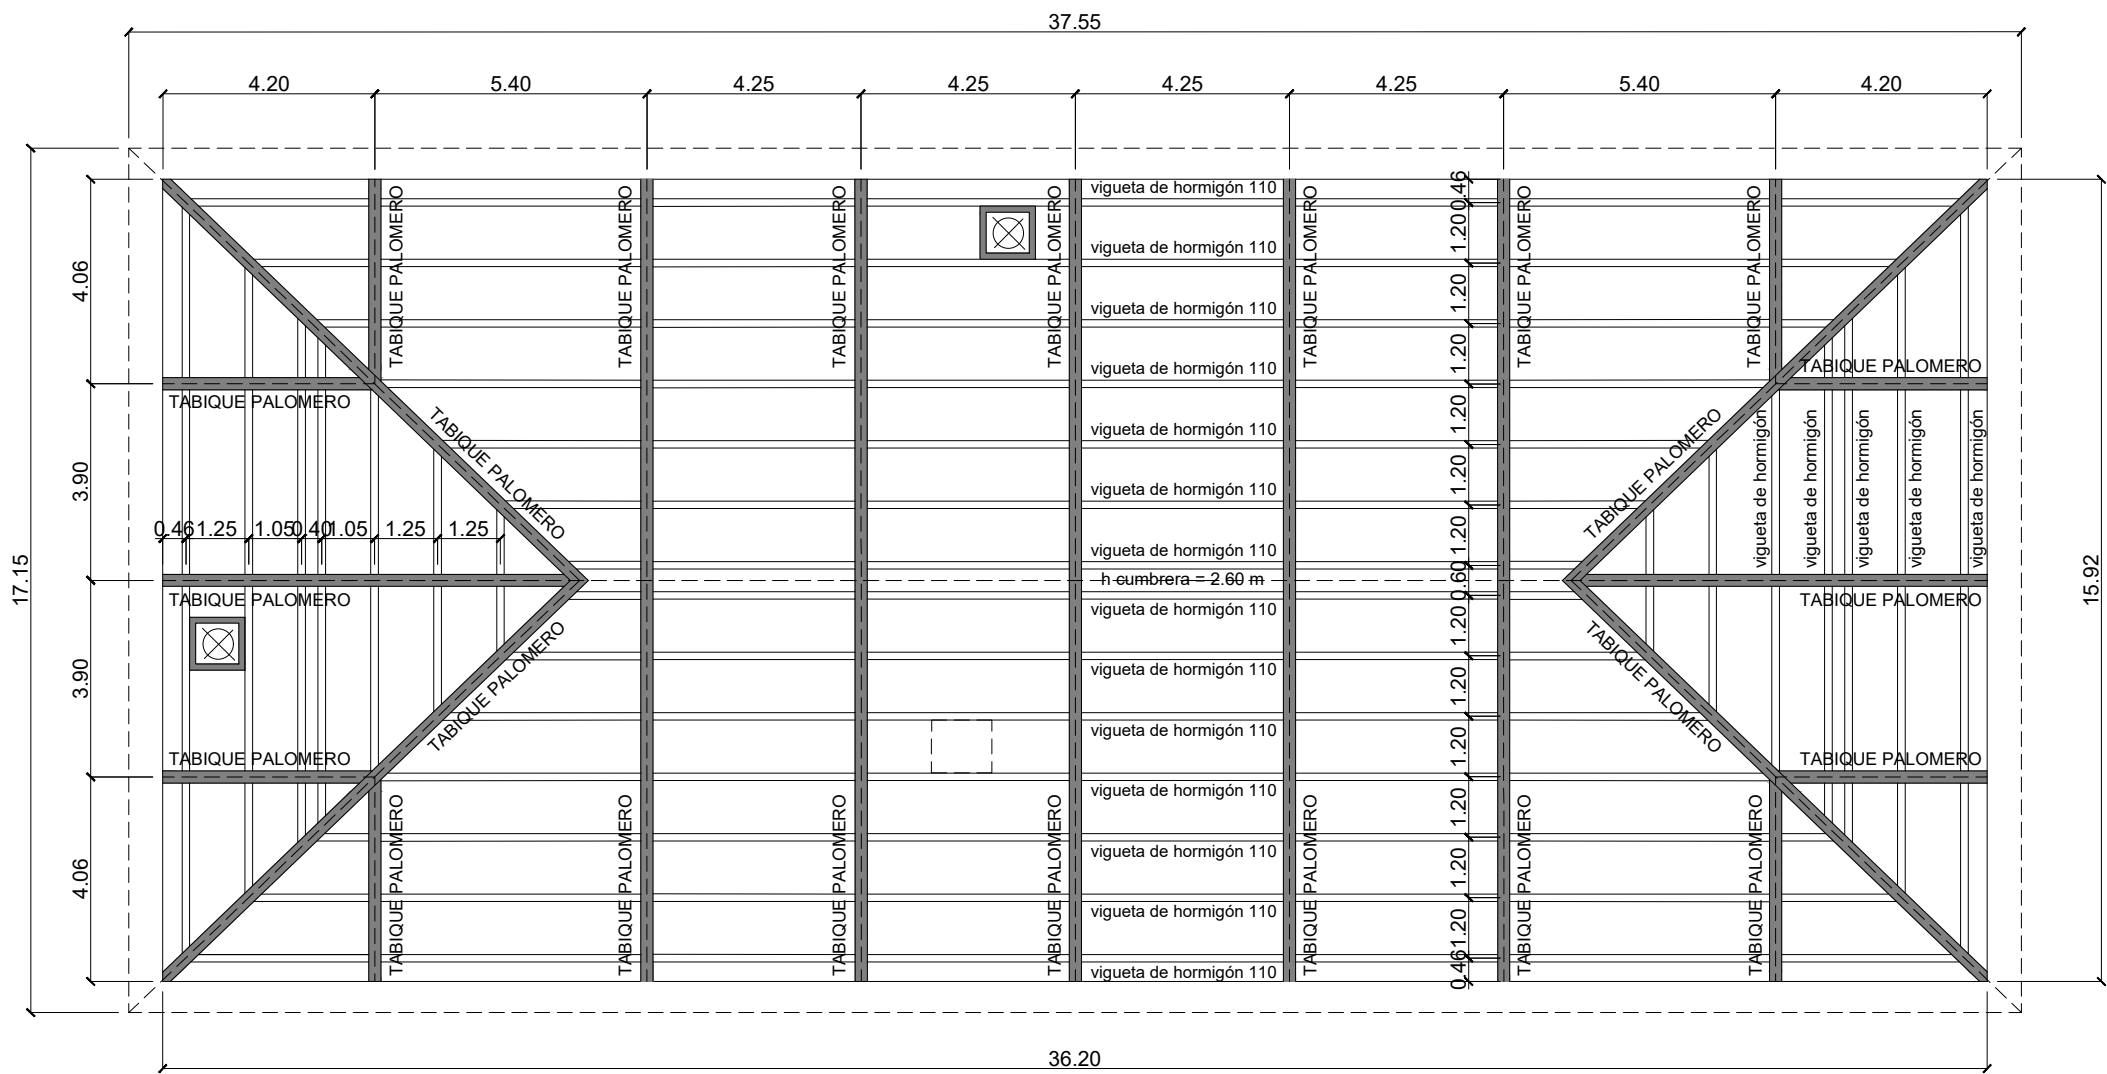 37.55
4.20
5.40
4.25
4.25
4.25
4.25
5.40
4.20
17.15
4.06
3.90
3.90
4.06
15.92
36.20
TABIQUE PALOMERO
TABIQUE PALOMERO
TABIQUE PALOMERO
TABIQUE PALOMERO
TABIQUE PALOMERO
TABIQUE PALOMERO
TABIQUE PALOMERO
vigueta de hormigón 110
vigueta de hormigón 110
vigueta de hormigón 110
vigueta de hormigón 110
vigueta de hormigón 110
vigueta de hormigón 110
vigueta de hormigón 110
h cumbrera = 2.60 m
vigueta de hormigón 110
vigueta de hormigón 110
vigueta de hormigón 110
vigueta de hormigón 110
vigueta de hormigón 110
vigueta de hormigón 110
vigueta de hormigón 110
0.46
1.20
1.20
1.20
1.20
1.20
1.20
0.60
1.20
1.20
1.20
1.20
1.20
1.20
0.46
TABIQUE PALOMERO
TABIQUE PALOMERO
0.46
1.25
1.05
0.40
1.05
1.25
1.25
TABIQUE PALOMERO
TABIQUE PALOMERO
TABIQUE PALOMERO
TABIQUE PALOMERO
TABIQUE PALOMERO
vigueta de hormigón
vigueta de hormigón
vigueta de hormigón
vigueta de hormigón
vigueta de hormigón
TABIQUE PALOMERO
TABIQUE PALOMERO
TABIQUE PALOMERO
TABIQUE PALOMERO
TABIQUE PALOMERO
TABIQUE PALOMERO
TABIQUE PALOMERO
TABIQUE PALOMERO
TABIQUE PALOMERO
TABIQUE PALOMERO